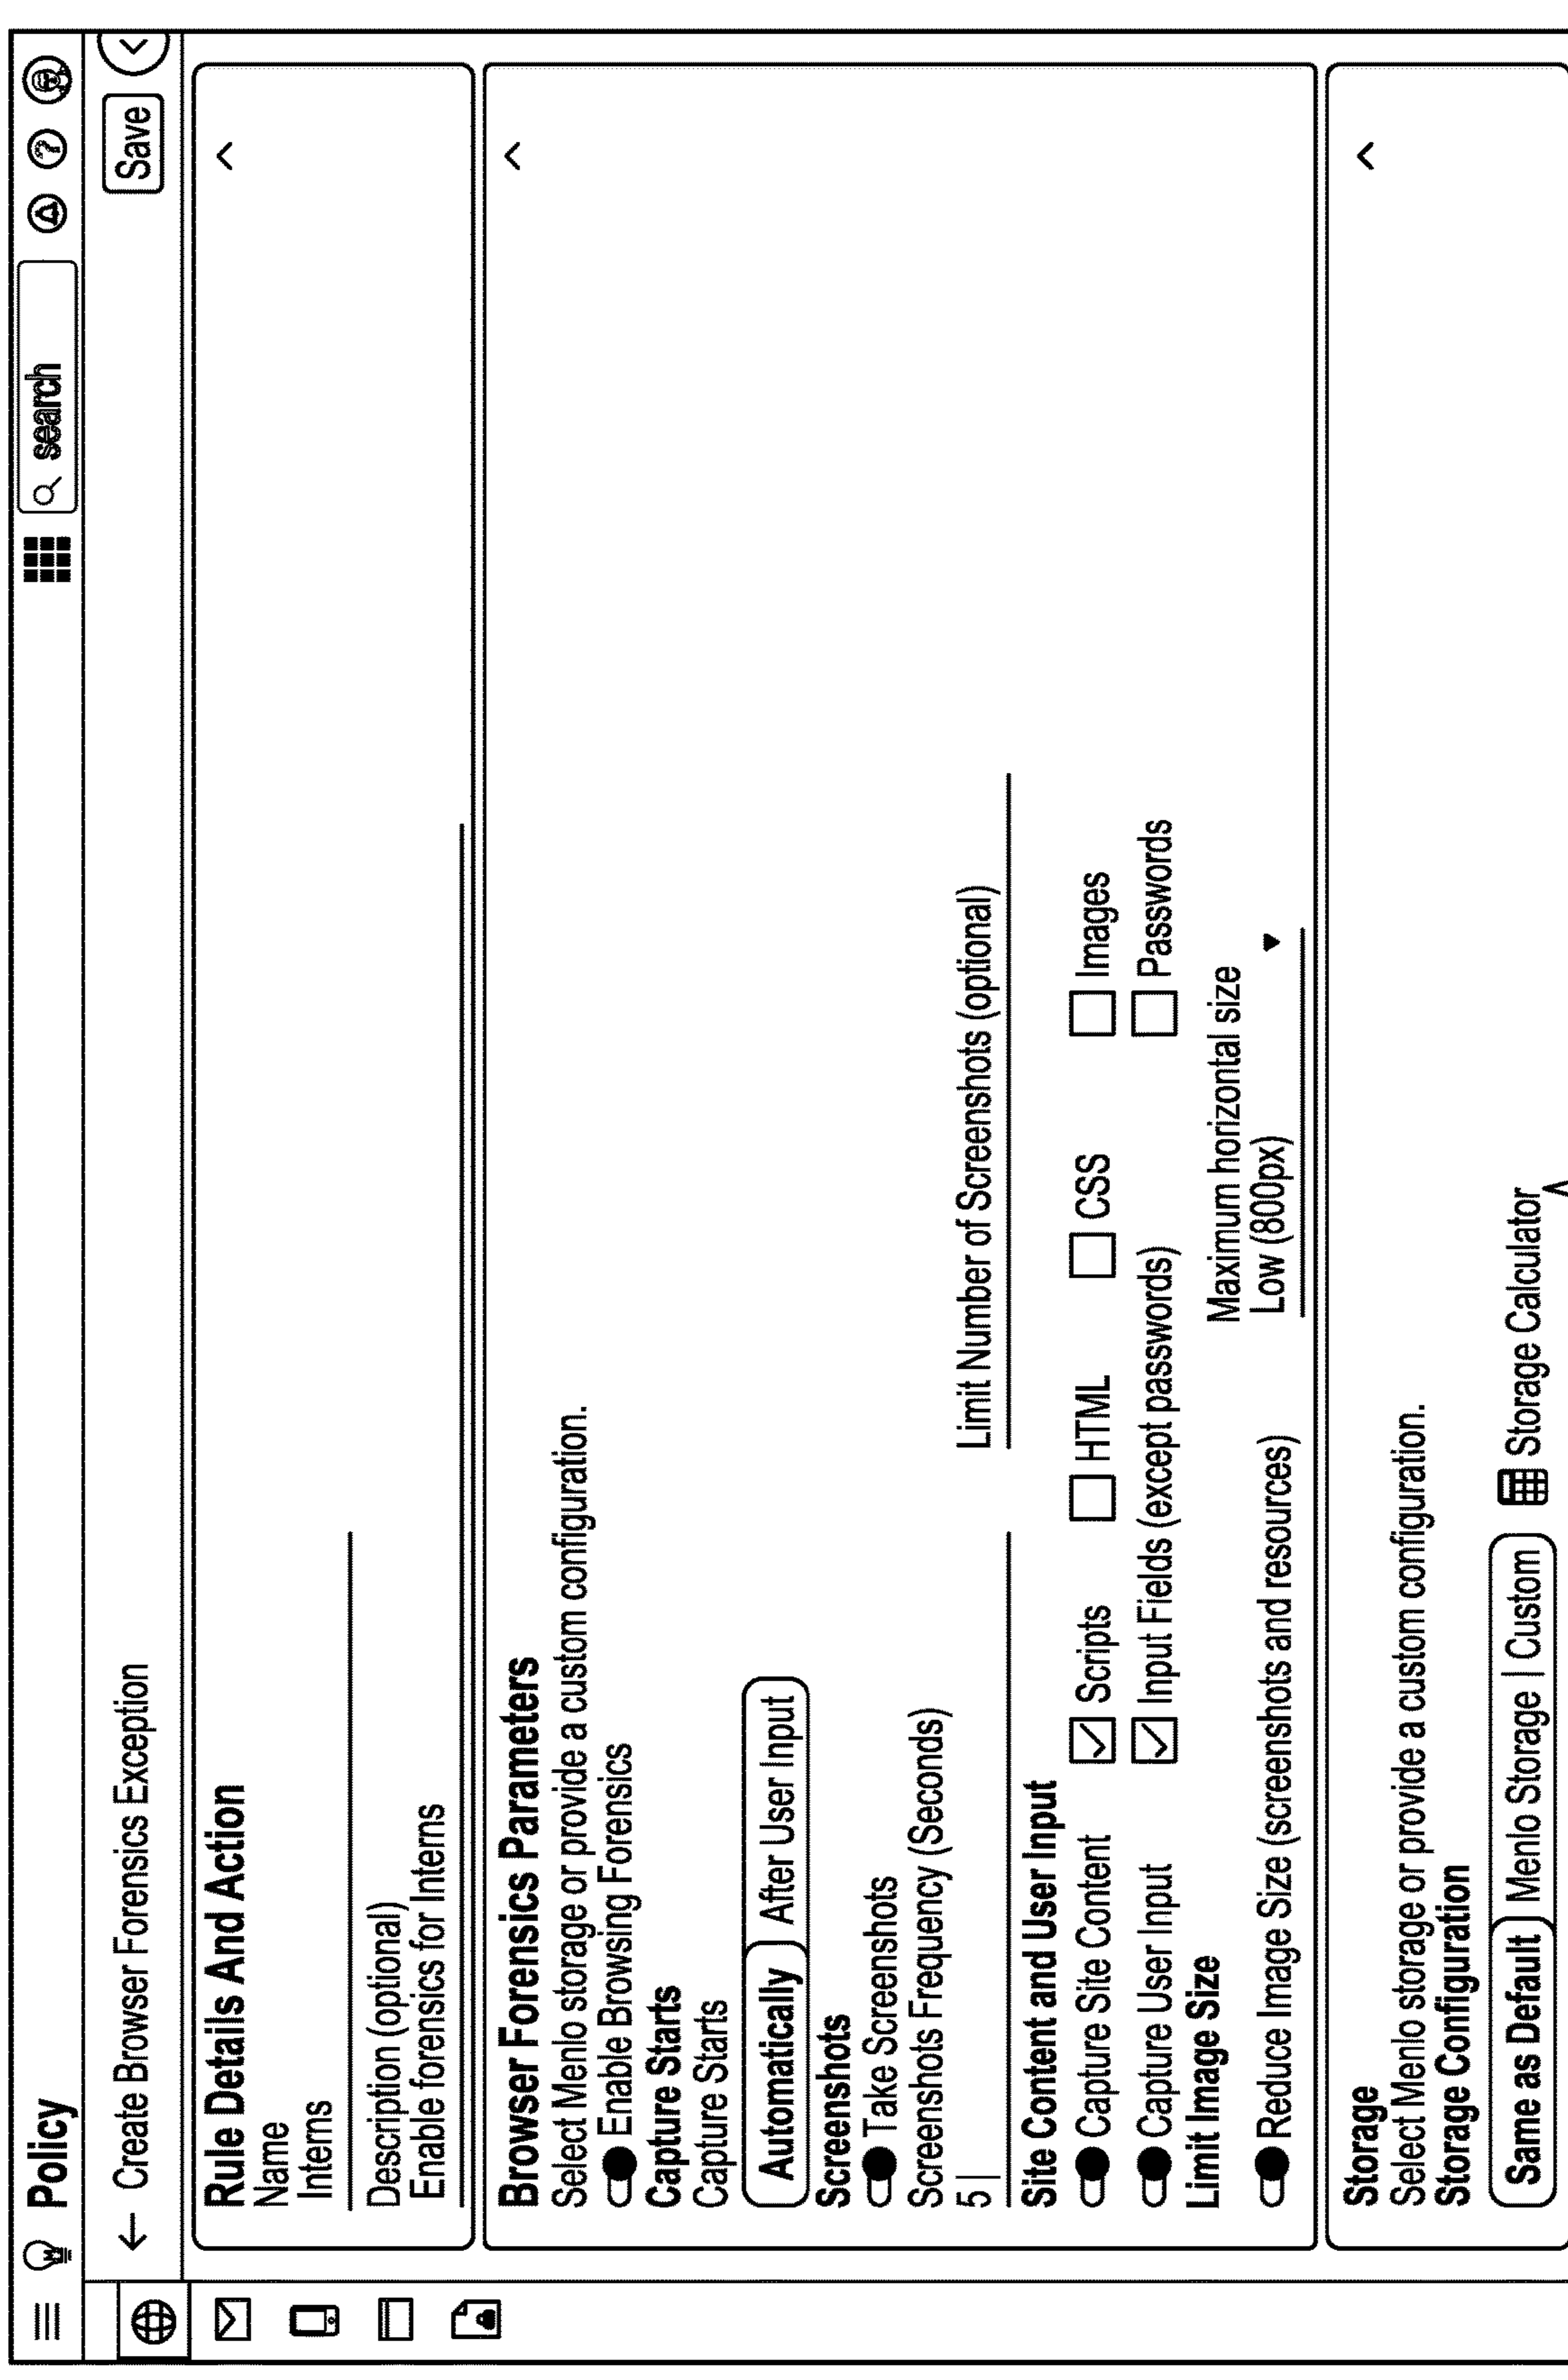 Policy search
Create Browser Forensics Exception Save
Rule Details And Action
Name
Interns
Description (optional)
Enable forensics for Interns
Browser Forensics Parameters
Select Menlo storage or provide a custom configuration.
Enable Browsing Forensics
Capture Starts
Capture Starts
Automatically | After User Input
Screenshots
Take Screenshots
Screenshots Frequency (Seconds) Limit Number of Screenshots (optional)
5 |
Site Content and User Input
Capture Site Content Scripts HTML CSS Images
Capture User Input Input Fields (except passwords) Passwords
Limit Image Size
Maximum horizontal size
Reduce Image Size (screenshots and resources) Low (800px)
Storage
Select Menlo storage or provide a custom configuration.
Storage Configuration
Same as Default | Menlo Storage | Custom Storage Calculator